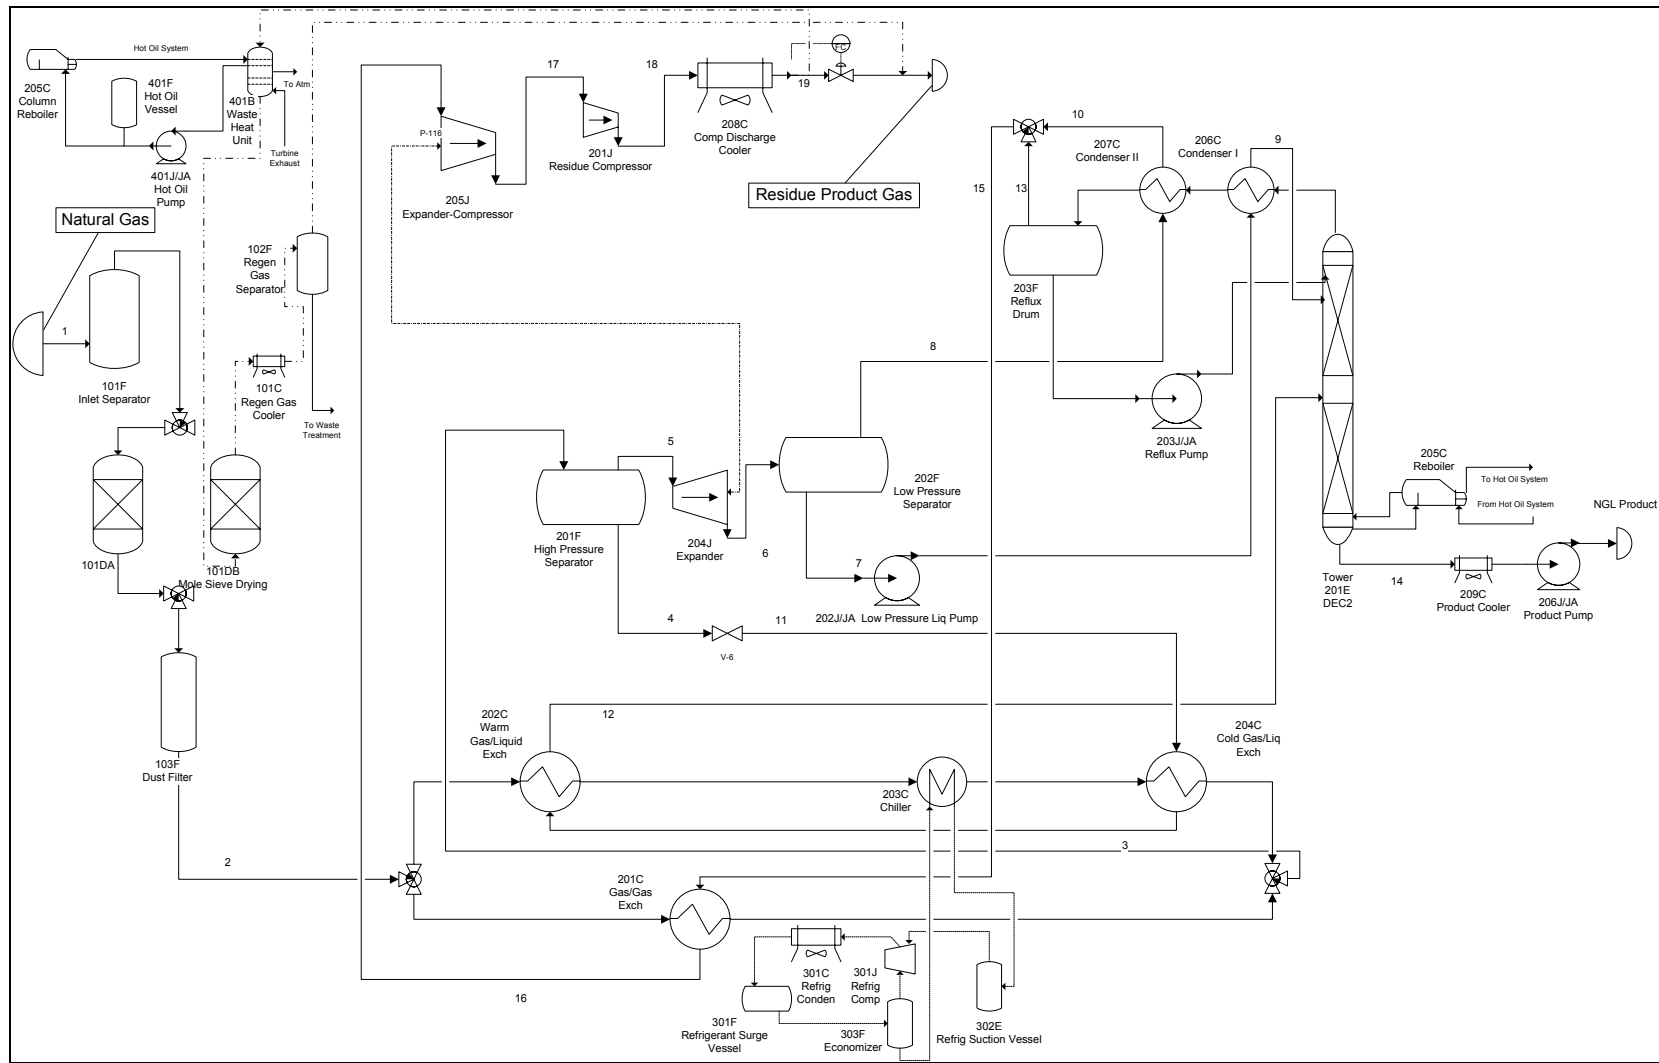 Hot Oil System
205C
Column
Reboiler
401F
Hot Oil
Vessel
401B
Waste
Heat
Unit
To Atm
Turbine
Exhaust
401J/JA
Hot Oil
Pump
Natural Gas
1
101F
Inlet Separator
102F
Regen
Gas
Separator
101C
Regen Gas
Cooler
To Waste
Treatment
101DA
101DB
Mole Sieve Drying
103F
Dust Filter
2
P-116
205J
Expander-Compressor
17
201J
Residue Compressor
18
208C
Comp Discharge
Cooler
19
FC
Residue Product Gas
10
207C
Condenser II
206C
Condenser I
9
15
13
203F
Reflux
Drum
8
203J/JA
Reflux Pump
5
201F
High Pressure
Separator
204J
Expander
6
202F
Low Pressure
Separator
7
202J/JA Low Pressure Liq Pump
4
V-6
11
205C
Reboiler
To Hot Oil System
From Hot Oil System
NGL Product
Tower
201E
DEC2
14
209C
Product Cooler
206J/JA
Product Pump
202C
Warm
Gas/Liquid
Exch
12
203C
Chiller
204C
Cold Gas/Liq
Exch
3
201C
Gas/Gas
Exch
16
301C
Refrig
Conden
301J
Refrig
Comp
301F
Refrigerant Surge
Vessel
303F
Economizer
302E
Refrig Suction Vessel